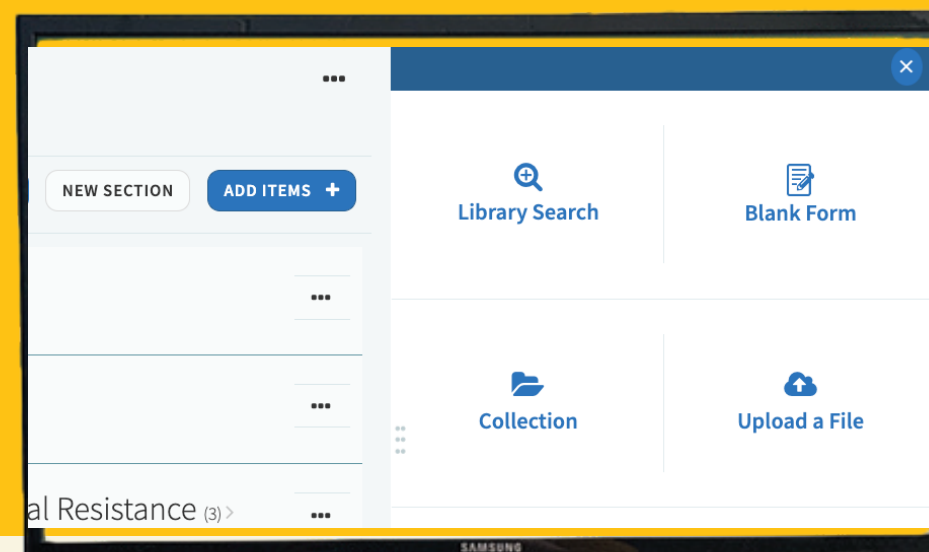 NEW SECTION
ADD ITEMS +
Library Search
Blank Form
Collection
Upload a File
al Resistance (3) >
SAMSUNG